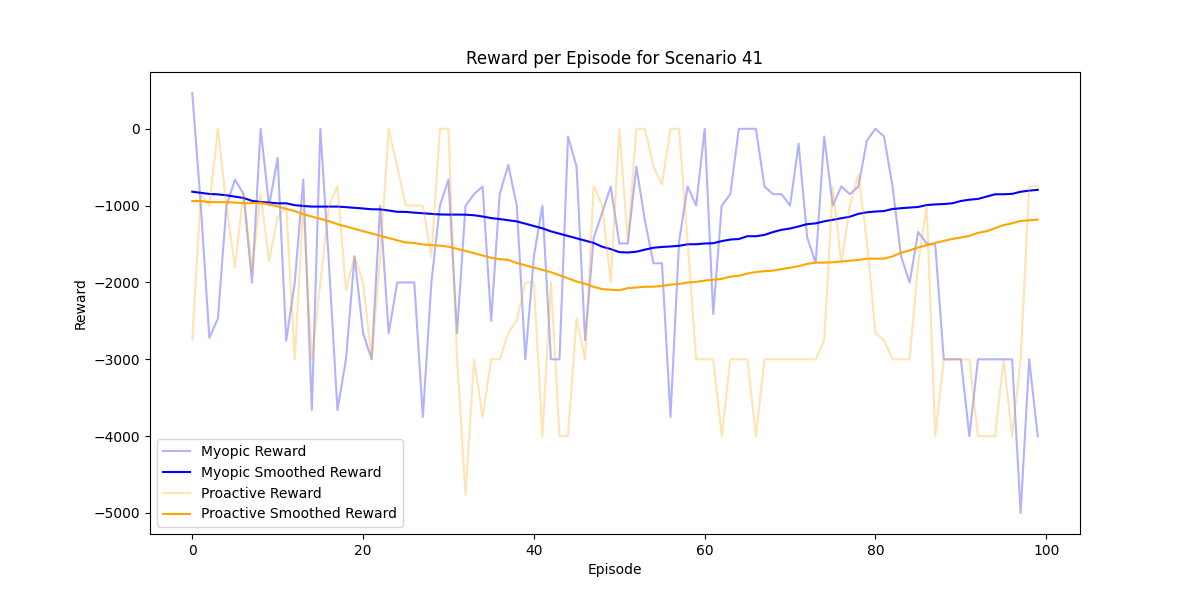 Reward per Episode for Scenario 41
Reward
0
−1000
−2000
−3000
−4000
−5000
Myopic Reward
Myopic Smoothed Reward
Proactive Reward
Proactive Smoothed Reward
0 20 40 60 80 100
Episode